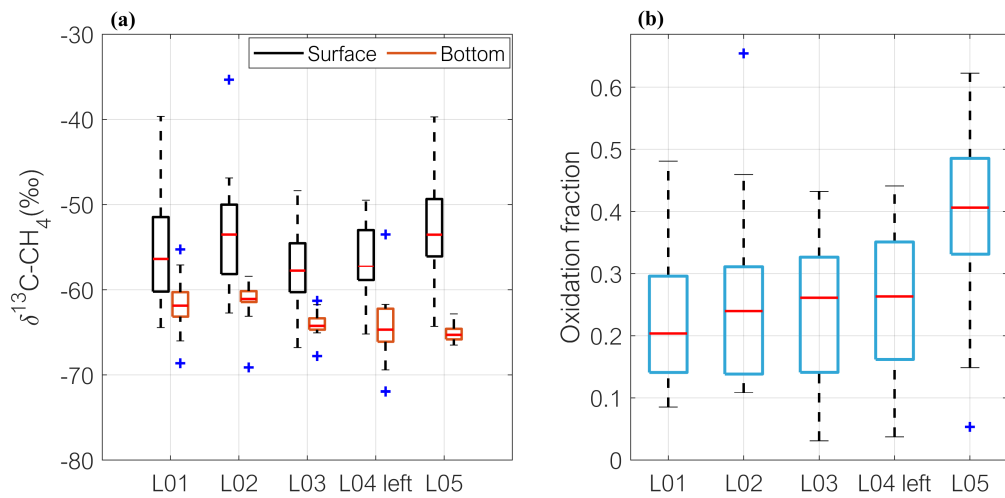 (a)
-30
-40
-50
-60
-70
-80
δ¹³C-CH₄(‰)
Surface
Bottom
L01 L02 L03 L04 left L05
(b)
0.6
0.5
0.4
0.3
0.2
0.1
0
Oxidation fraction
L01 L02 L03 L04 left L05